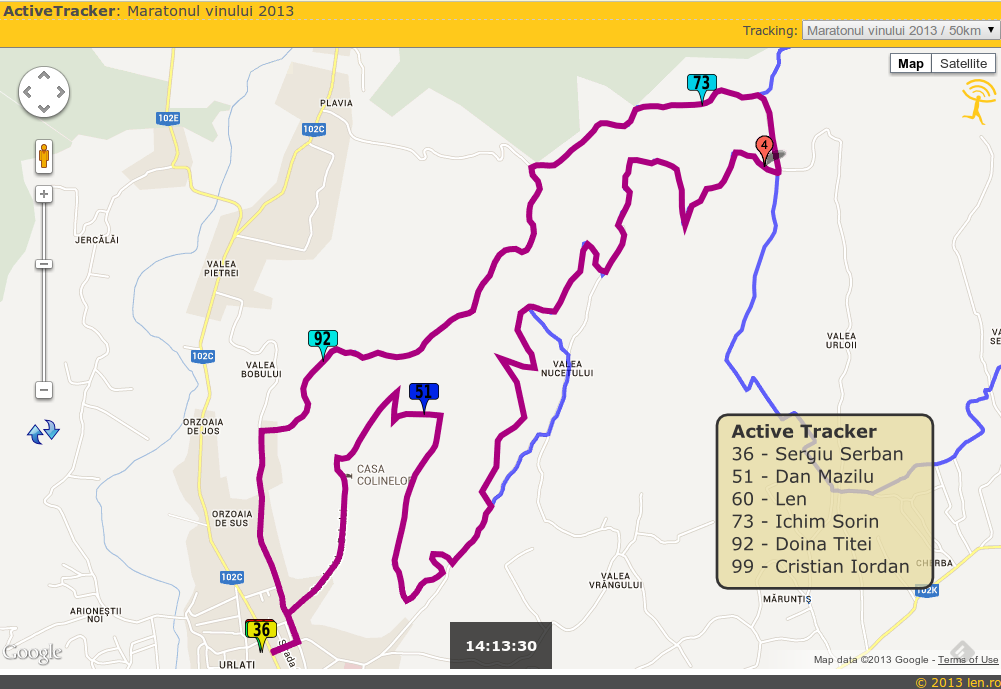 ActiveTracker: Maratonul vinului 2013
Tracking: Maratonul vinului 2013 / 50km
Map Satellite
73
PLAVIA
102E
102C
4
JERCĂLĂI
VALEA
PIETREI
92
VALEA
URLOII
102C
VALEA
BOBULUI
VALEA
NUCETULUI
51
ORZOAIA
DE JOS
CASA
COLINELOR
ORZOAIA
DE SUS
Active Tracker
36 - Sergiu Serban
51 - Dan Mazilu
60 - Len
73 - Ichim Sorin
92 - Doina Titei
99 - Cristian Iordan
CHERBA
102C
VALEA
VRÂNGULUI
102K
MĂRUNȚIȘ
ARIONEȘTII
NOI
36
14:13:30
Strada
URLATI
Google
Map data ©2013 Google - Terms of Use
© 2013 len.ro